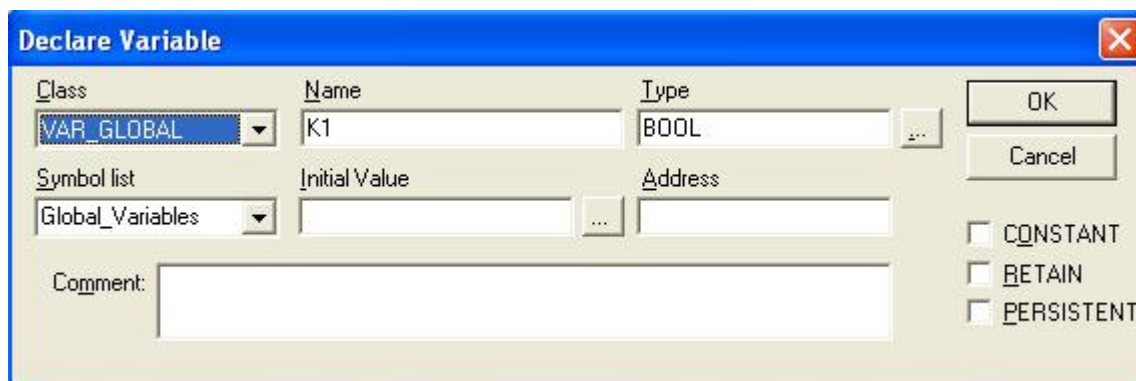 Declare Variable
Class Name Type
VAR_GLOBAL K1 BOOL ... OK
Cancel
Symbol list Initial Value Address
Global_Variables ...
CONSTANT
Comment: RETAIN
PERSISTENT